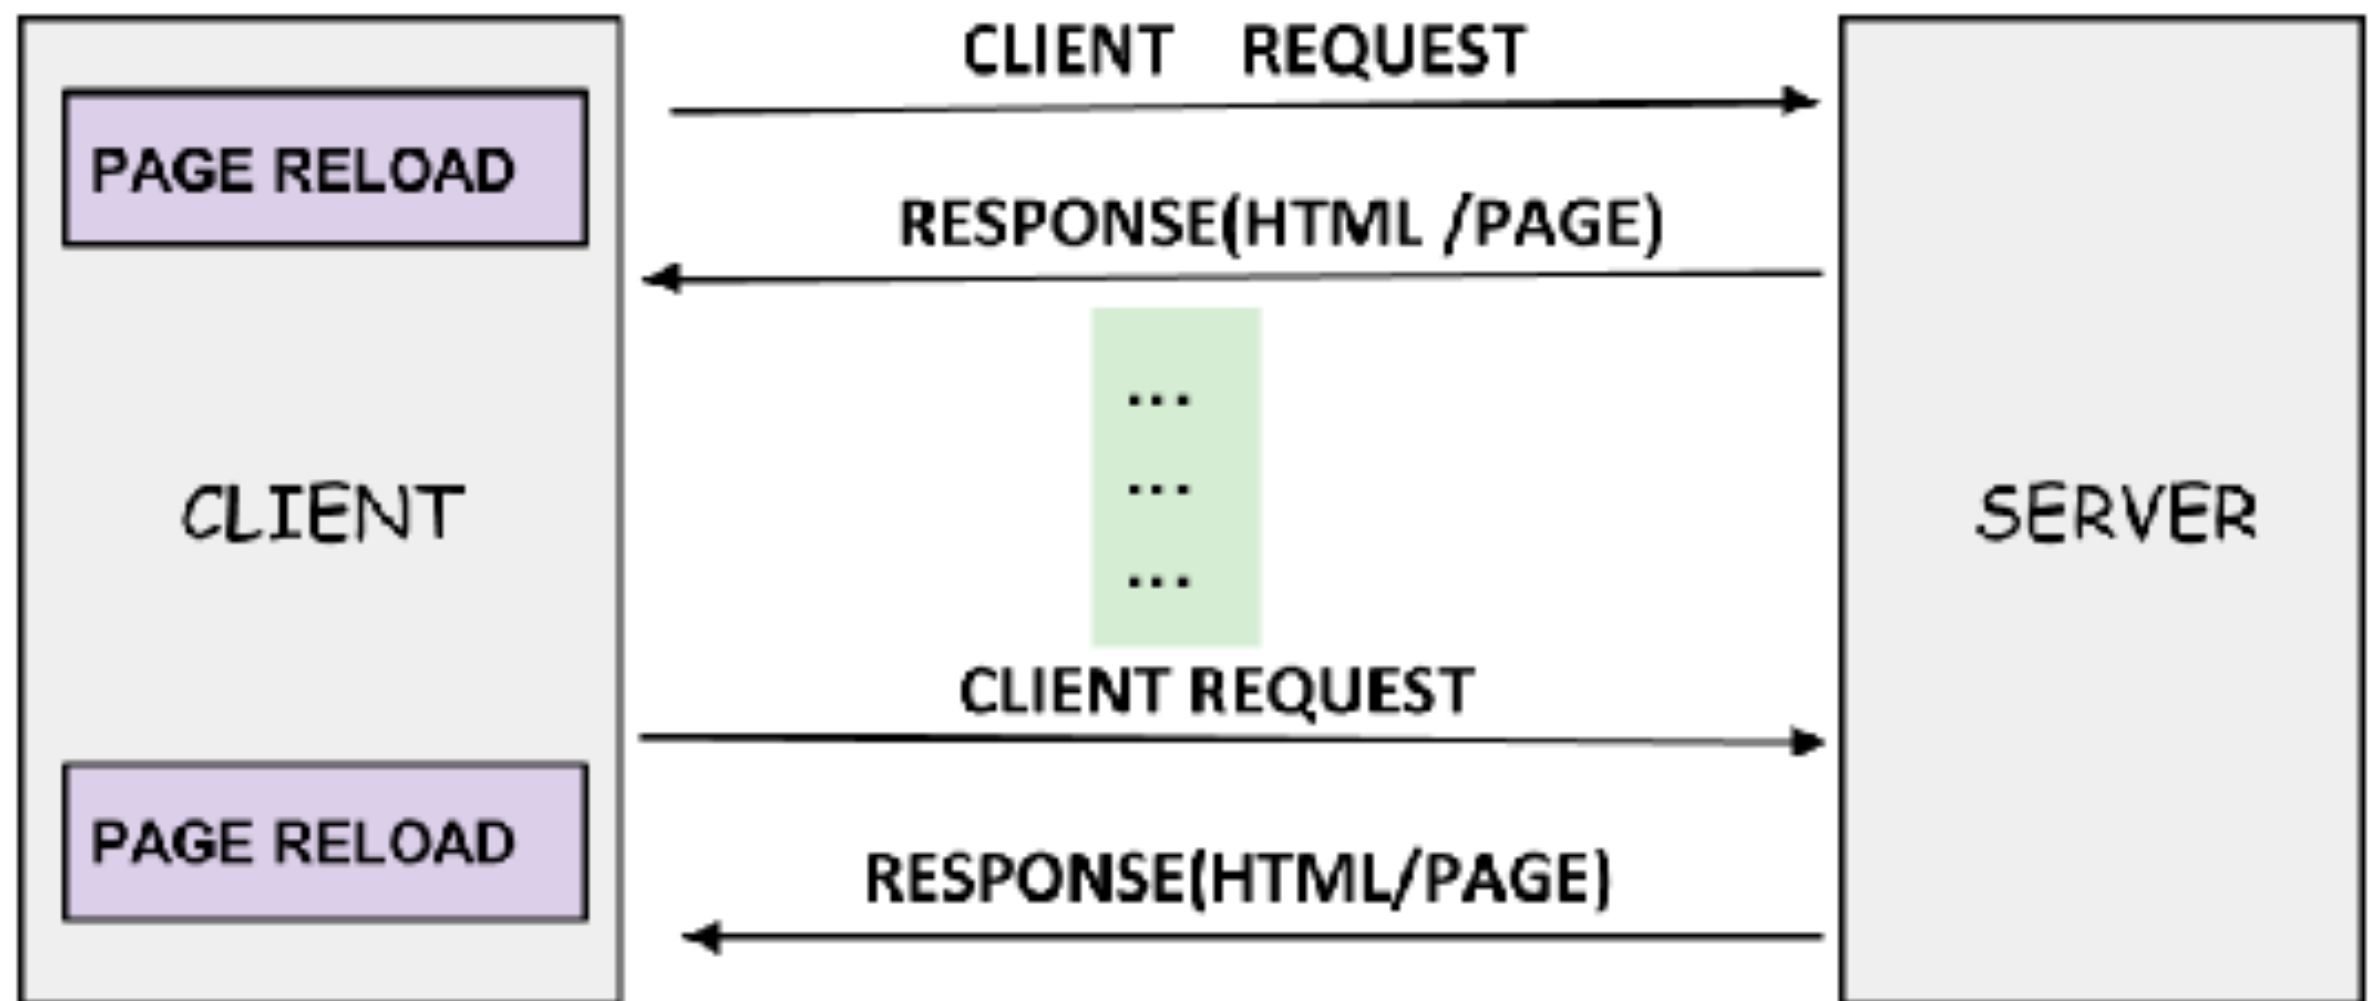 CLIENT REQUEST
PAGE RELOAD
RESPONSE(HTML /PAGE)
...
...
...
CLIENT
SERVER
CLIENT REQUEST
PAGE RELOAD
RESPONSE(HTML/PAGE)